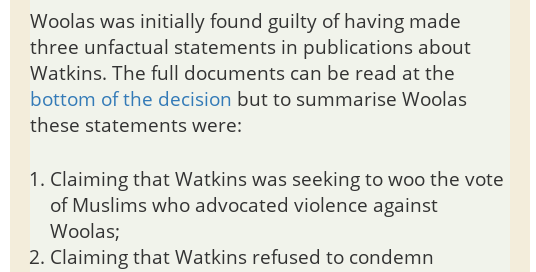 Woolas was initially found guilty of having made
three unfactual statements in publications about
Watkins. The full documents can be read at the
bottom of the decision but to summarise Woolas
these statements were:
1. Claiming that Watkins was seeking to woo the vote
of Muslims who advocated violence against
Woolas;
2. Claiming that Watkins refused to condemn